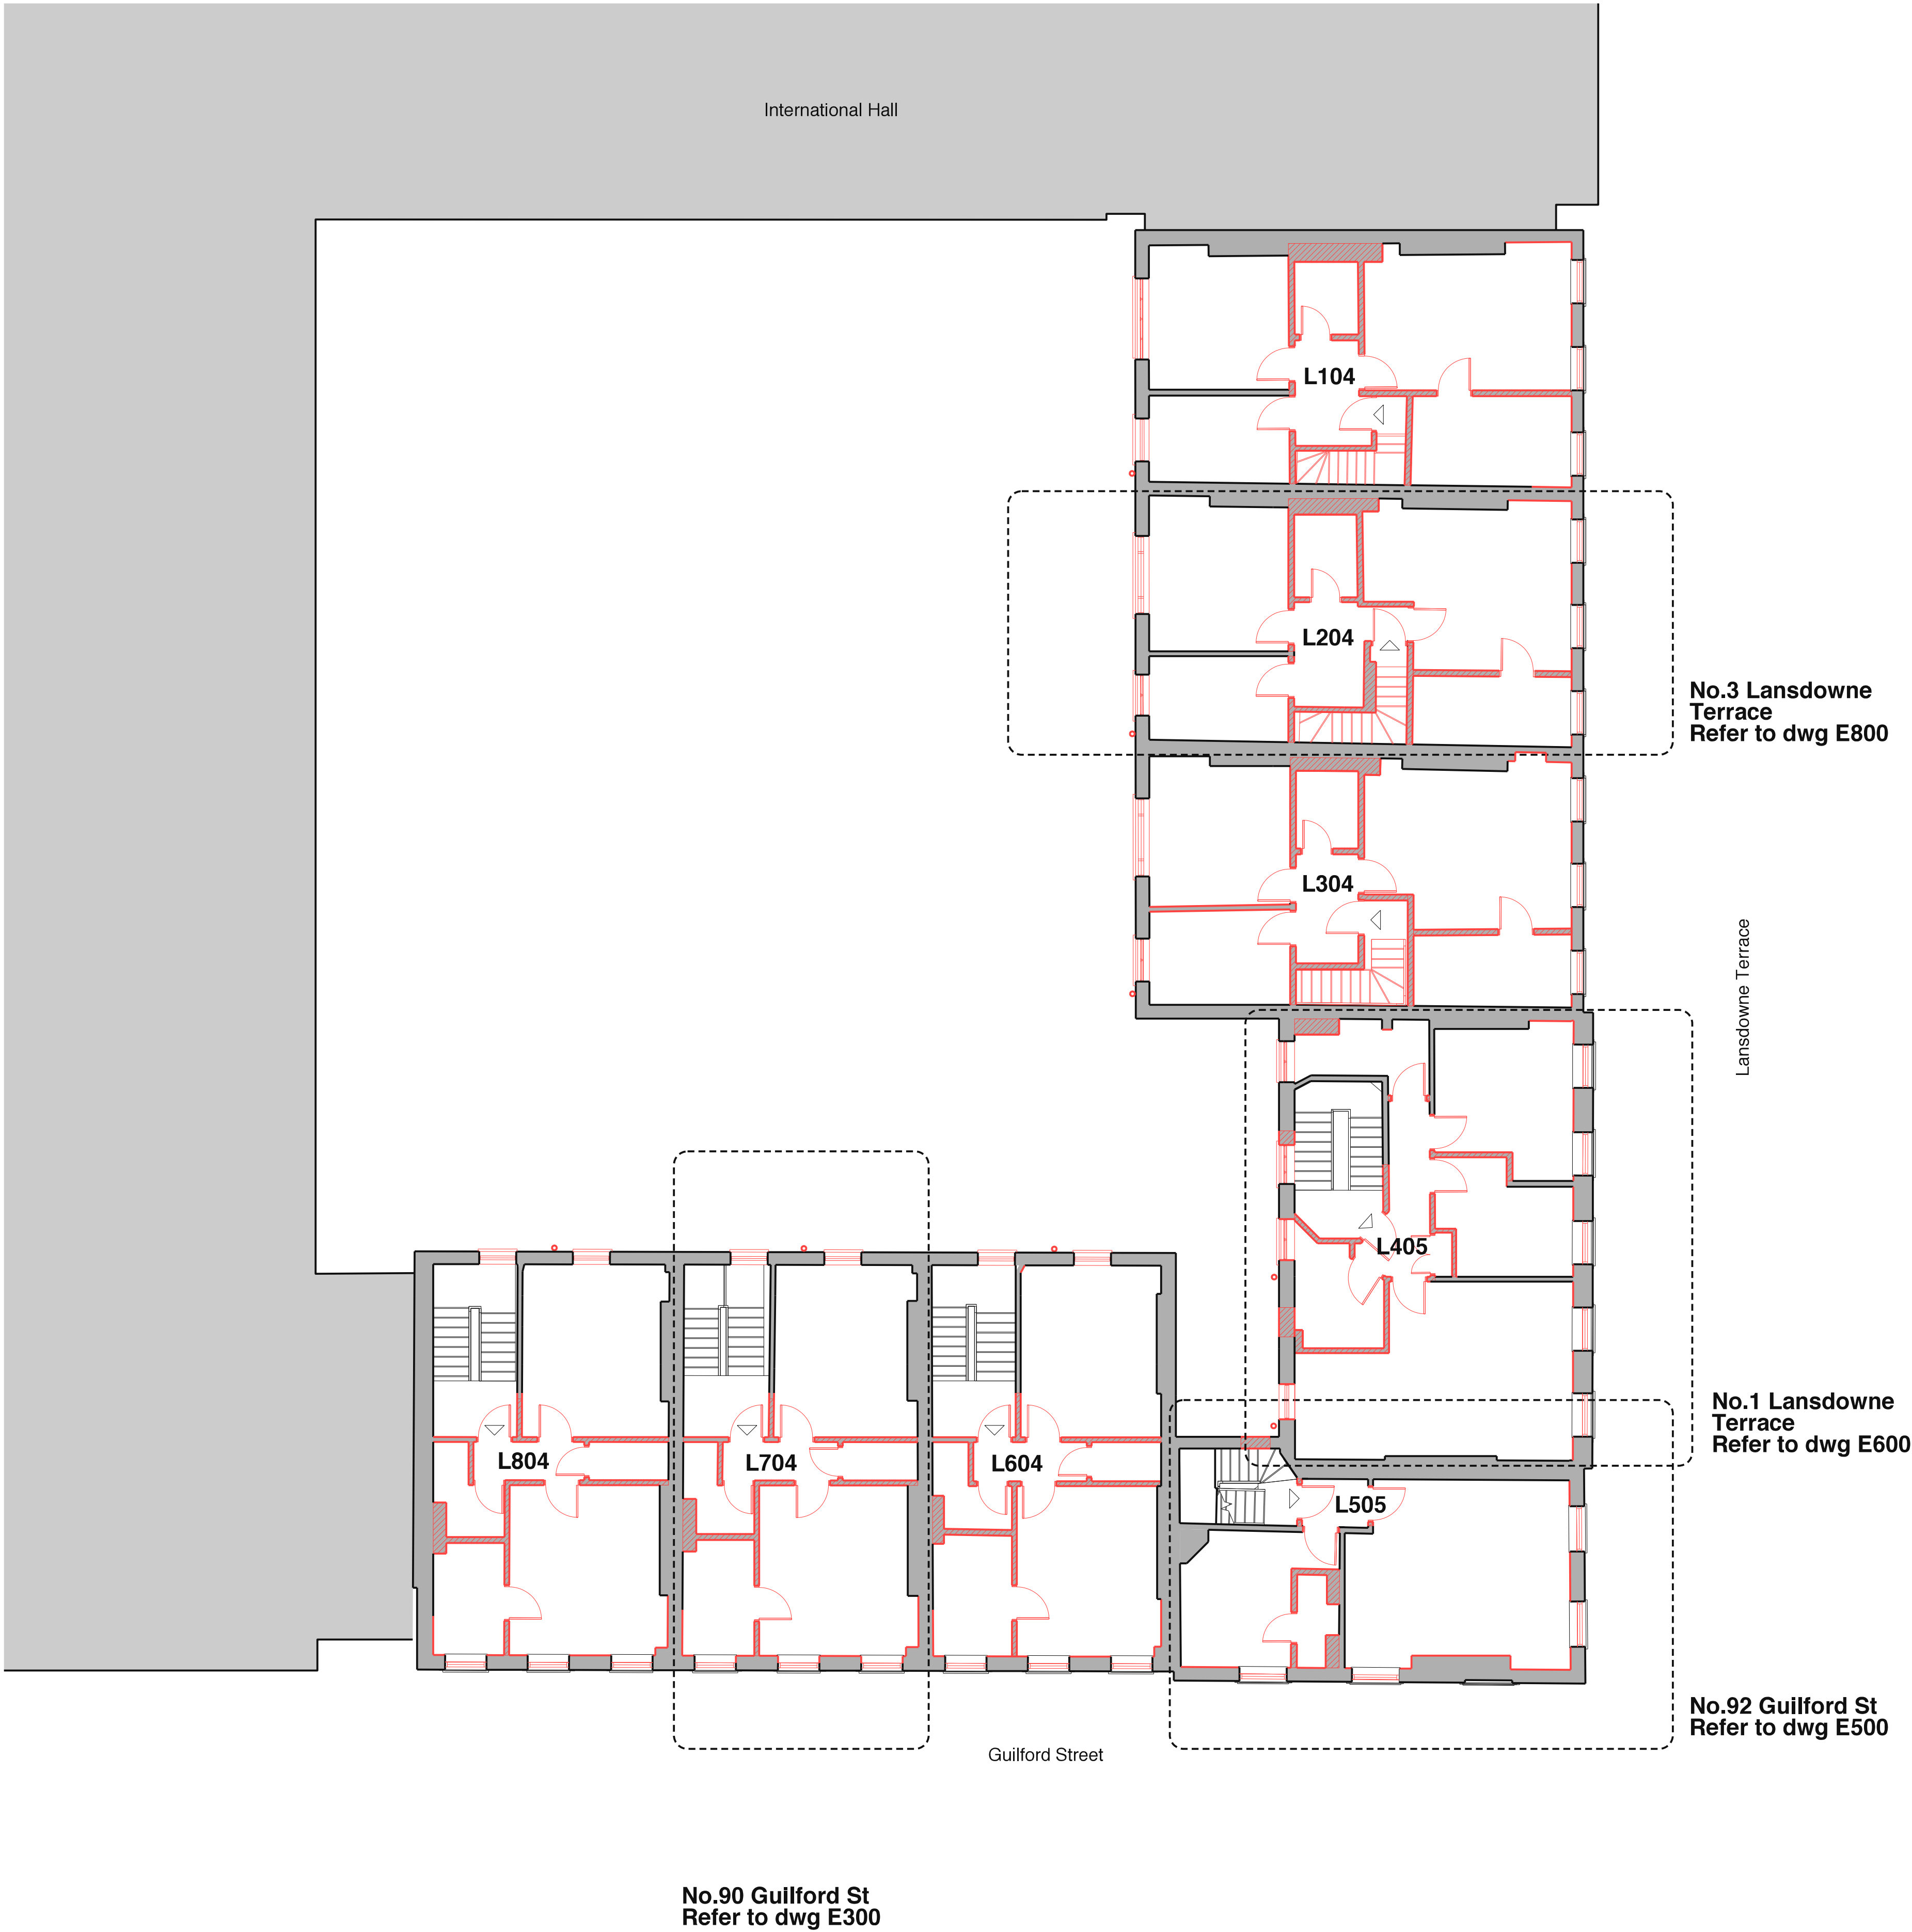 International Hall
L104
L204
No.3 Lansdowne
Terrace
Refer to dwg E800
L304
Lansdowne Terrace
L405
No.1 Lansdowne
Terrace
Refer to dwg E600
L804
L704
L604
L505
No.92 Guilford St
Refer to dwg E500
Guilford Street
No.90 Guilford St
Refer to dwg E300